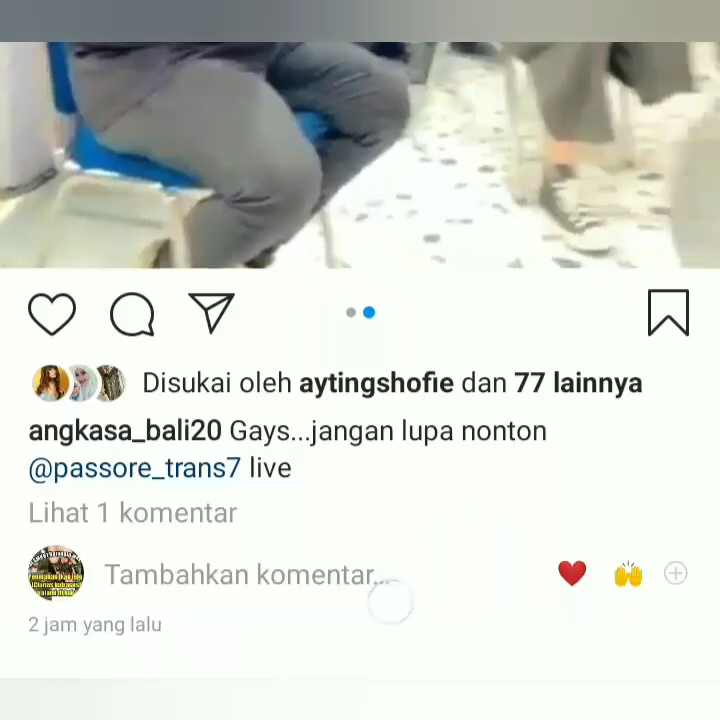 Disukai oleh aytingshofie dan 77 lainnya
angkasa_bali20 Gays...jangan lupa nonton
@passore_trans7 live
Lihat 1 komentar
Tambahkan komentar...
2 jam yang lalu